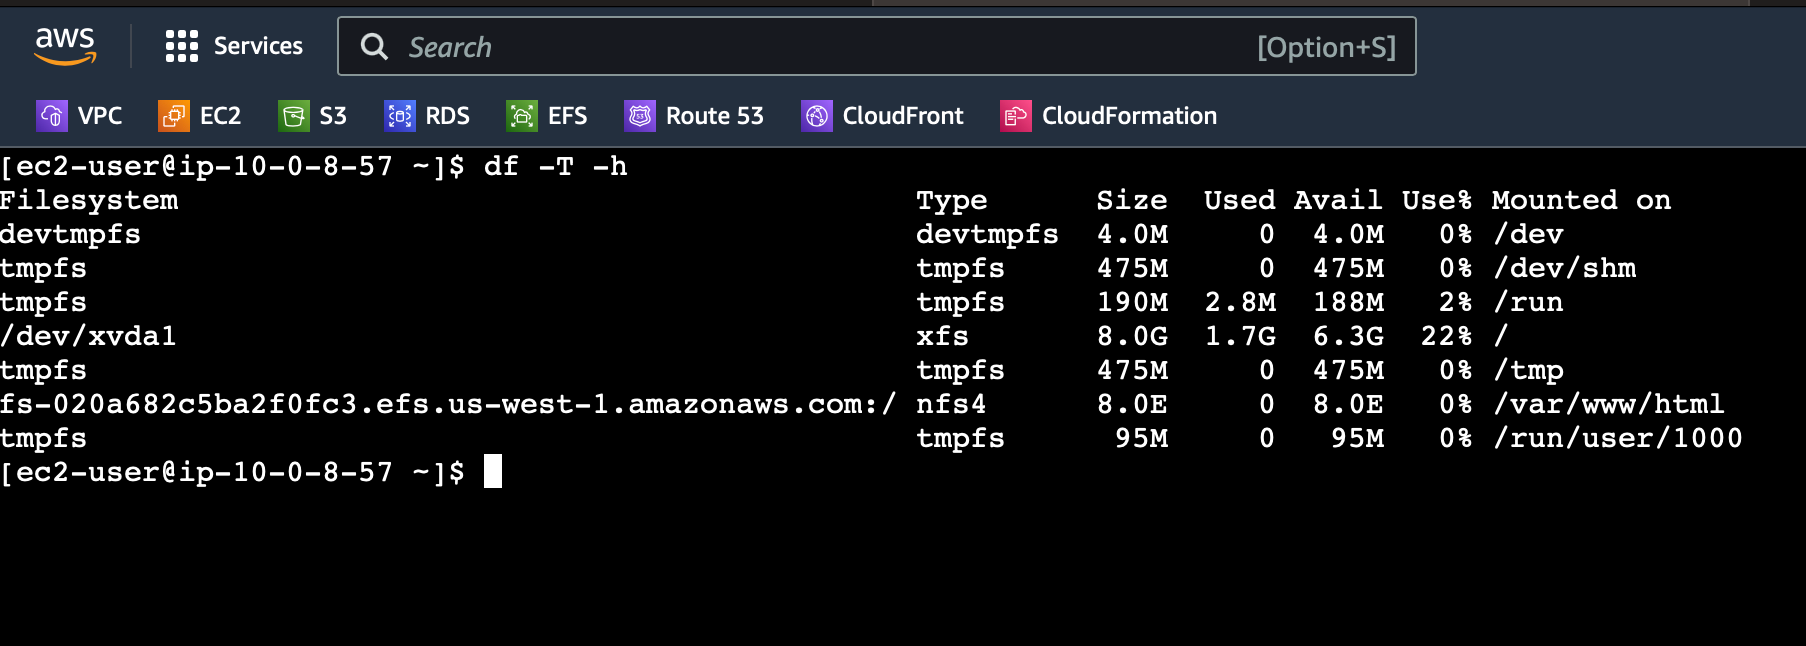 aws Services Search [Option+S]
VPC EC2 S3 RDS EFS 53 Route 53 CloudFront CloudFormation
[ec2-user@ip-10-0-8-57 ~]$ df -T -h
Filesystem Type Size Used Avail Use% Mounted on
devtmpfs devtmpfs 4.0M 0 4.0M 0% /dev
tmpfs tmpfs 475M 0 475M 0% /dev/shm
tmpfs tmpfs 190M 2.8M 188M 2% /run
/dev/xvda1 xfs 8.0G 1.7G 6.3G 22% /
tmpfs tmpfs 475M 0 475M 0% /tmp
fs-020a682c5ba2f0fc3.efs.us-west-1.amazonaws.com:/ nfs4 8.0E 0 8.0E 0% /var/www/html
tmpfs tmpfs 95M 0 95M 0% /run/user/1000
[ec2-user@ip-10-0-8-57 ~]$